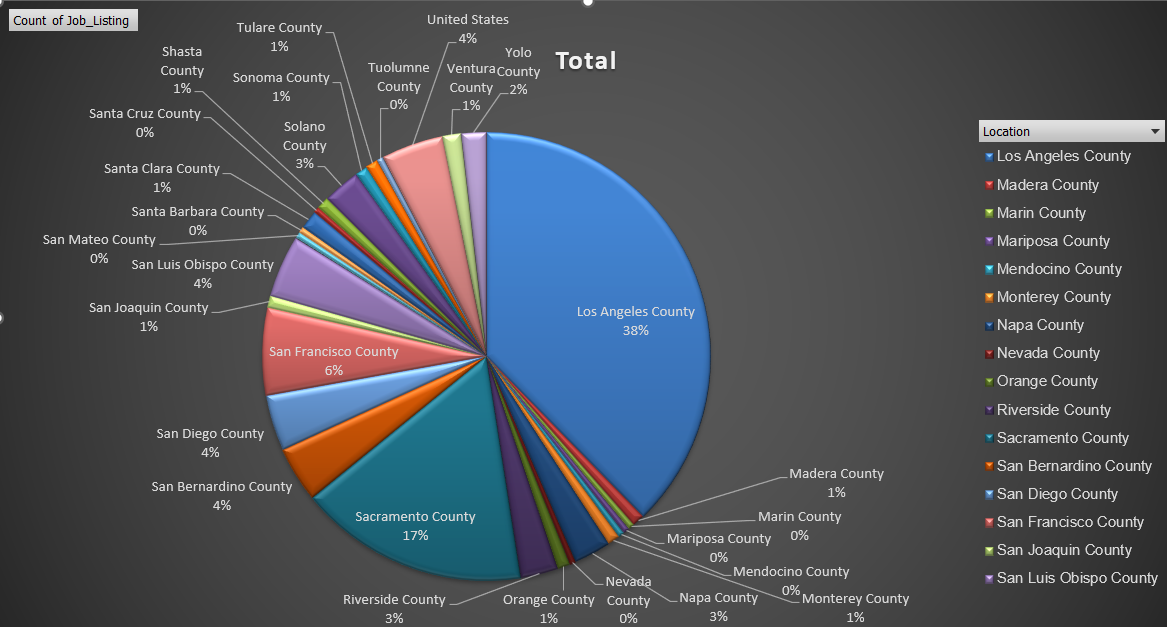 Count of Job_Listing
Total
United States
4%
Tulare County
1%
Yolo
County
2%
Shasta
County
1%
Tuolumne
County
0%
Ventura
County
1%
Sonoma County
1%
Santa Cruz County
0%
Solano
County
3%
Santa Clara County
1%
Santa Barbara County
0%
San Mateo County
0%
San Luis Obispo County
4%
San Joaquin County
1%
Los Angeles County
38%
San Francisco County
6%
San Diego County
4%
San Bernardino County
4%
Sacramento County
17%
Madera County
1%
Marin County
0%
Mariposa County
0%
Mendocino County
0%
Monterey County
1%
Napa County
3%
Nevada
County
0%
Orange County
1%
Riverside County
3%
Location
Los Angeles County
Madera County
Marin County
Mariposa County
Mendocino County
Monterey County
Napa County
Nevada County
Orange County
Riverside County
Sacramento County
San Bernardino County
San Diego County
San Francisco County
San Joaquin County
San Luis Obispo County